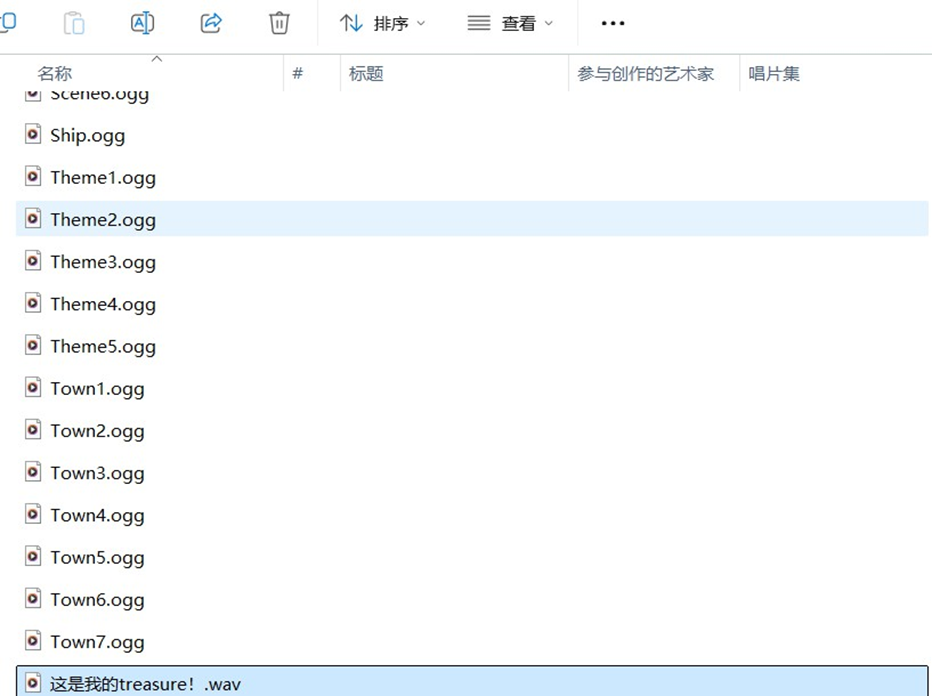 排序 查看
名称 # 标题 参与创作的艺术家 唱片集
Scene6.ogg
Ship.ogg
Theme1.ogg
Theme2.ogg
Theme3.ogg
Theme4.ogg
Theme5.ogg
Town1.ogg
Town2.ogg
Town3.ogg
Town4.ogg
Town5.ogg
Town6.ogg
Town7.ogg
这是我的treasure！.wav